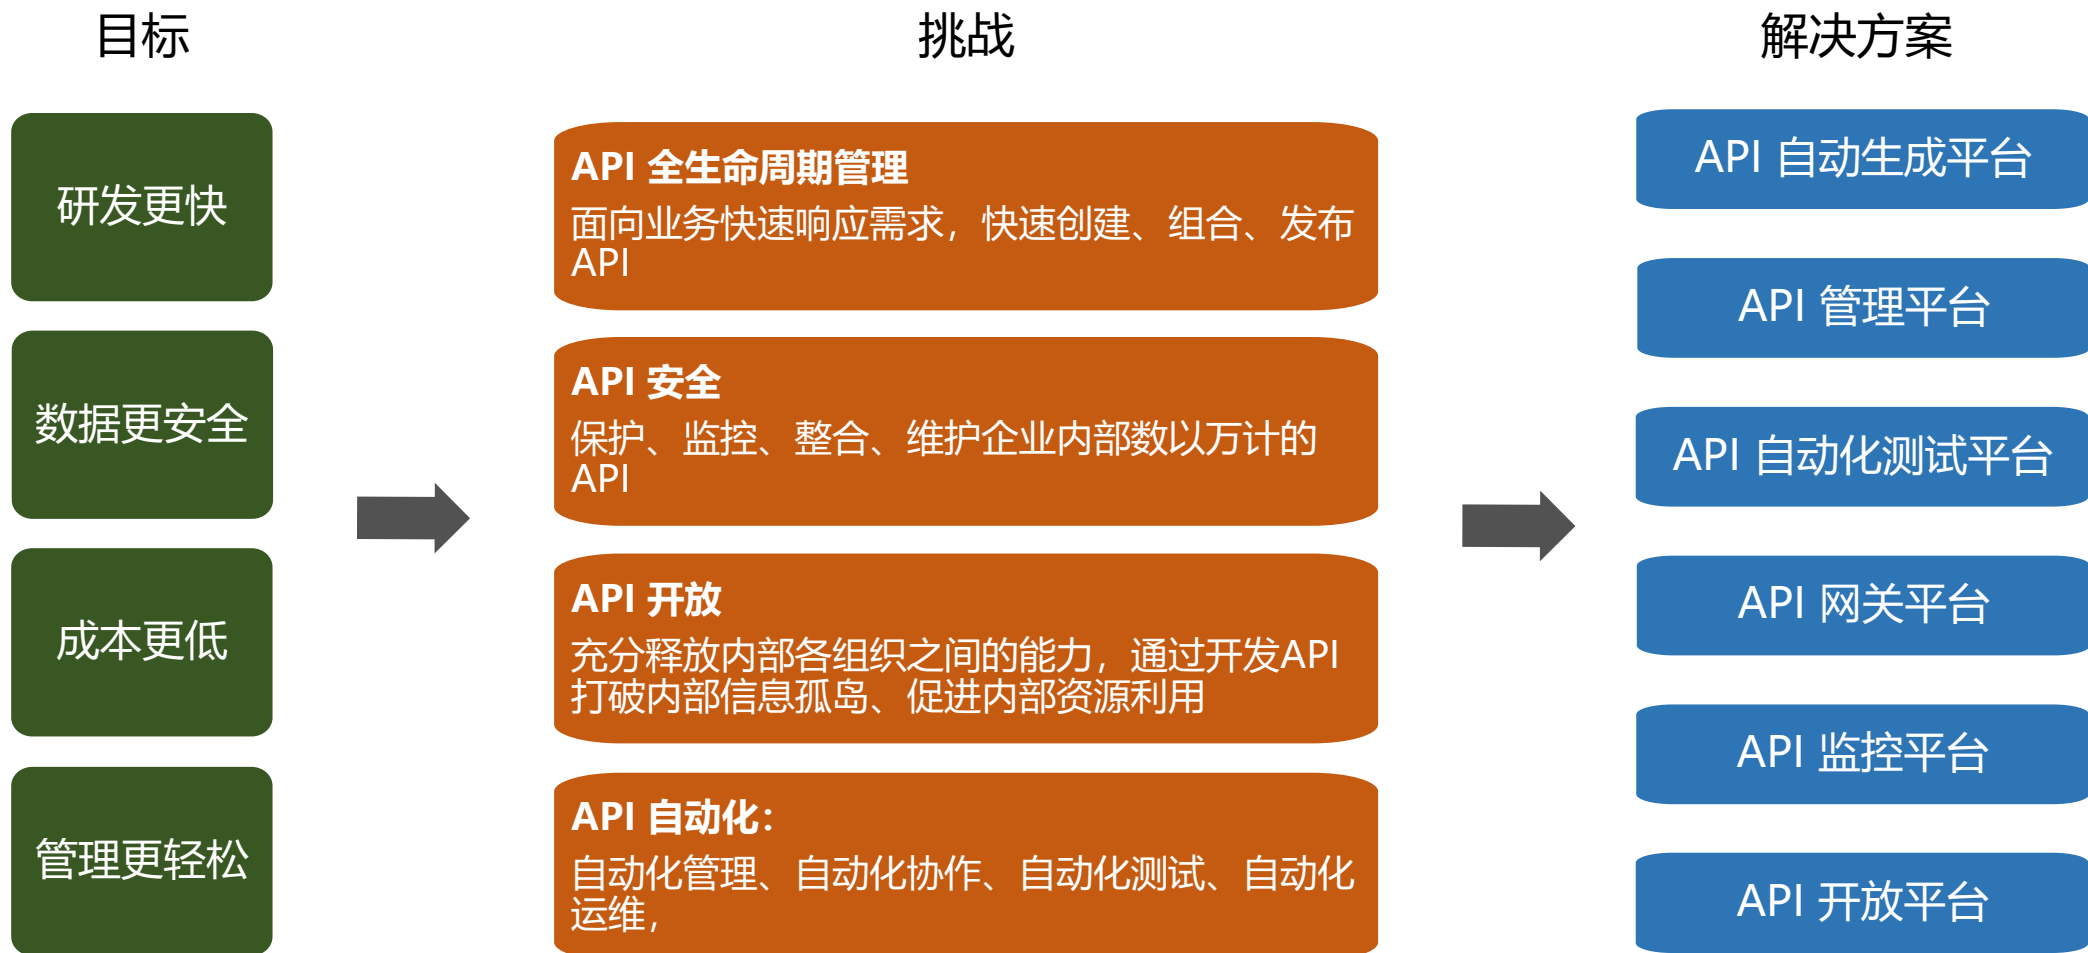 目标
挑战
解决方案
研发更快
数据更安全
成本更低
管理更轻松
API 全生命周期管理
面向业务快速响应需求，快速创建、组合、发布
API
API 安全
保护、监控、整合、维护企业内部数以万计的
API
API 开放
充分释放内部各组织之间的能力，通过开发API
打破内部信息孤岛、促进内部资源利用
API 自动化：
自动化管理、自动化协作、自动化测试、自动化
运维，
API 自动生成平台
API 管理平台
API 自动化测试平台
API 网关平台
API 监控平台
API 开放平台